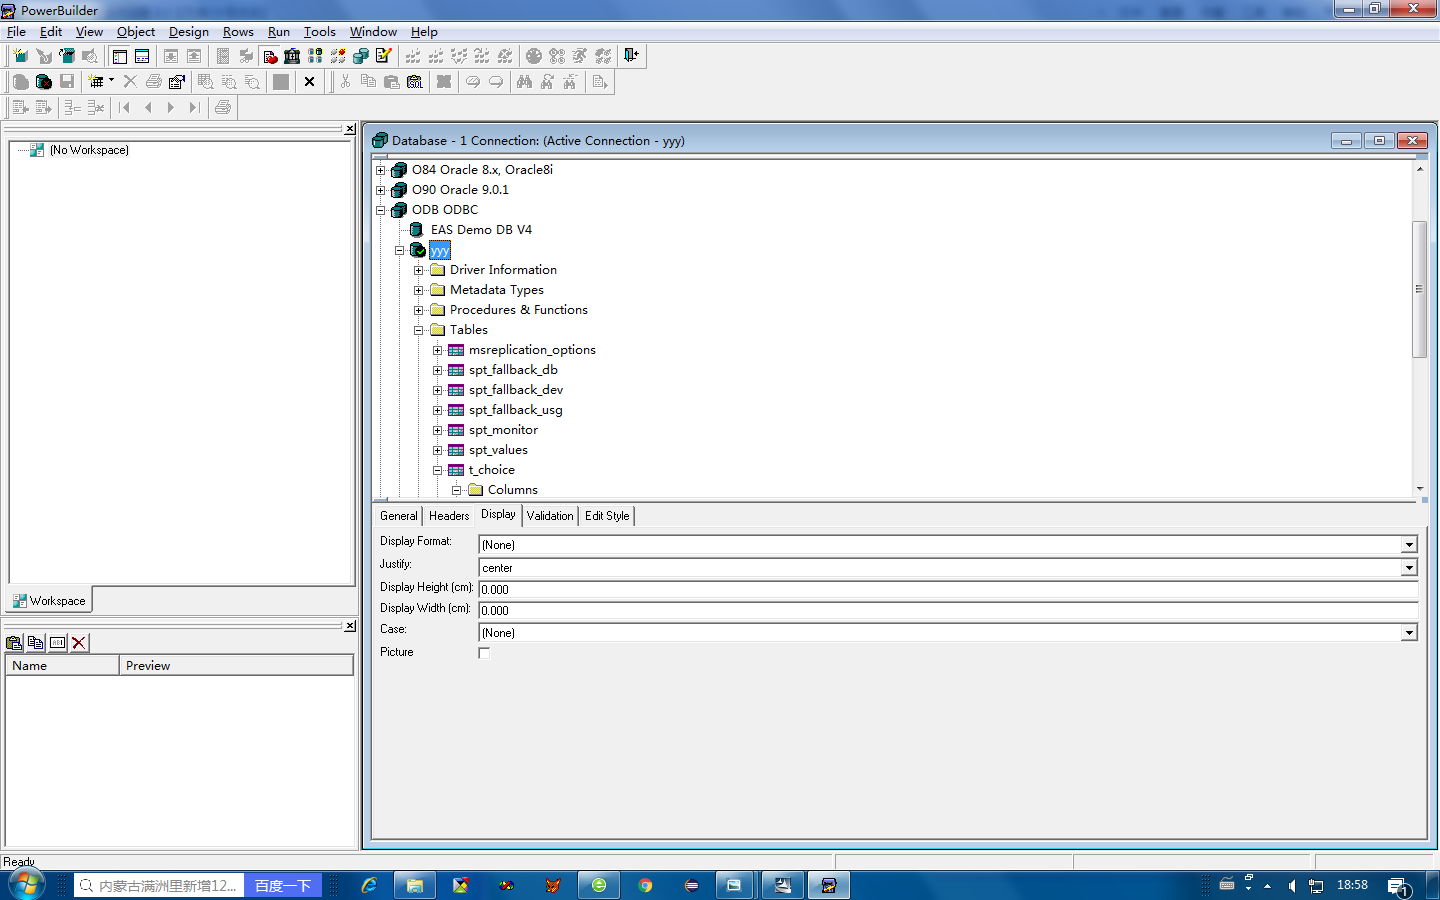 PowerBuilder
File Edit View Object Design Rows Run Tools Window Help
(No Workspace)
Workspace
Name Preview
Database - 1 Connection: (Active Connection - yyy)
O84 Oracle 8.x, Oracle8i
O90 Oracle 9.0.1
ODB ODBC
EAS Demo DB V4
yyy
Driver Information
Metadata Types
Procedures & Functions
Tables
msreplication_options
spt_fallback_db
spt_fallback_dev
spt_fallback_usg
spt_monitor
spt_values
t_choice
Columns
General Headers Display Validation Edit Style
Display Format: (None)
Justify: center
Display Height (cm): 0.000
Display Width (cm): 0.000
Case: (None)
Picture
Ready
内蒙古满洲里新增12... 百度一下
18:58
1